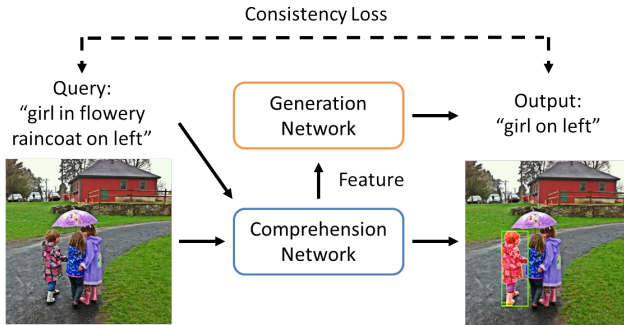 Consistency Loss
Query:
“girl in flowery
raincoat on left”
Generation
Network
Output:
“girl on left”
Feature
Comprehension
Network